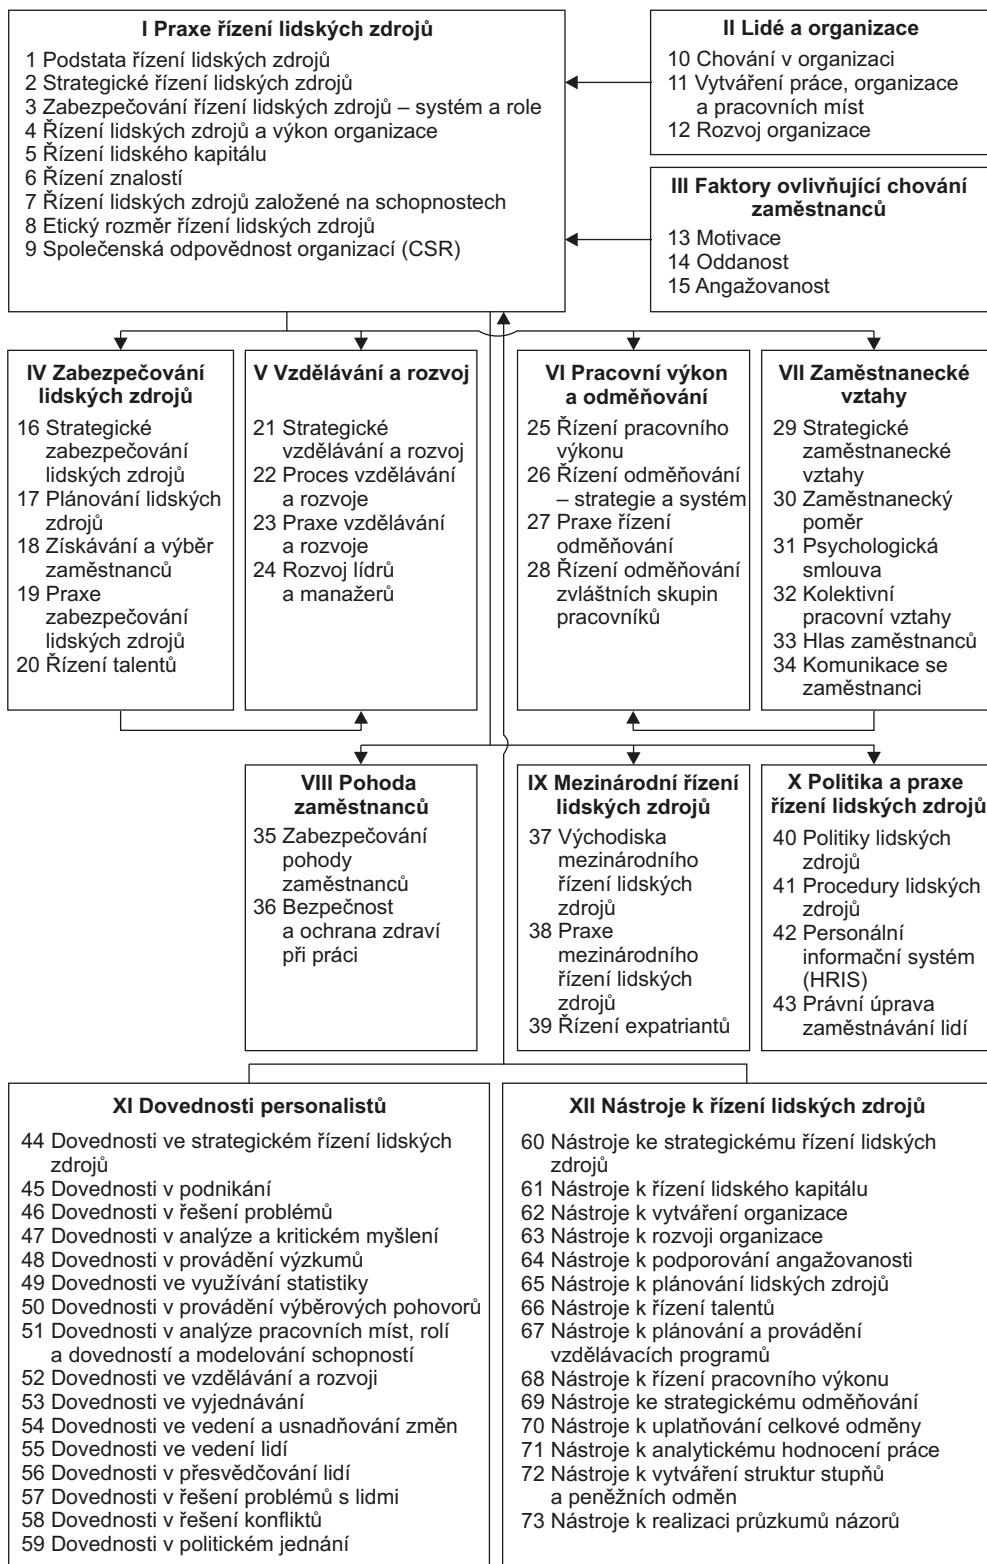 I Praxe řízení lidských zdrojů
1 Podstata řízení lidských zdrojů
2 Strategické řízení lidských zdrojů
3 Zabezpečování řízení lidských zdrojů – systém a role
4 Řízení lidských zdrojů a výkon organizace
5 Řízení lidského kapitálu
6 Řízení znalostí
7 Řízení lidských zdrojů založené na schopnostech
8 Etický rozměr řízení lidských zdrojů
9 Společenská odpovědnost organizací (CSR)
II Lidé a organizace
10 Chování v organizaci
11 Vytváření práce, organizace
a pracovních míst
12 Rozvoj organizace
III Faktory ovlivňující chování
zaměstnanců
13 Motivace
14 Oddanost
15 Angažovanost
IV Zabezpečování
lidských zdrojů
16 Strategické
zabezpečování
lidských zdrojů
17 Plánování lidských
zdrojů
18 Získávání a výběr
zaměstnanců
19 Praxe
zabezpečování
lidských zdrojů
20 Řízení talentů
V Vzdělávání a rozvoj
21 Strategické
vzdělávání a rozvoj
22 Proces vzdělávání
a rozvoje
23 Praxe vzdělávání
a rozvoje
24 Rozvoj lídrů
a manažerů
VI Pracovní výkon
a odměňování
25 Řízení pracovního
výkonu
26 Řízení odměňování
– strategie a systém
27 Praxe řízení
odměňování
28 Řízení odměňování
zvláštních skupin
pracovníků
VII Zaměstnanecké
vztahy
29 Strategické
zaměstnanecké
vztahy
30 Zaměstnanecký
poměr
31 Psychologická
smlouva
32 Kolektivní
pracovní vztahy
33 Hlas zaměstnanců
34 Komunikace se
zaměstnanci
VIII Pohoda
zaměstnanců
35 Zabezpečování
pohody
zaměstnanců
36 Bezpečnost
a ochrana zdraví
při práci
IX Mezinárodní řízení
lidských zdrojů
37 Východiska
mezinárodního
řízení lidských
zdrojů
38 Praxe
mezinárodního
řízení lidských
zdrojů
39 Řízení expatriantů
X Politika a praxe
řízení lidských zdrojů
40 Politiky lidských
zdrojů
41 Procedury lidských
zdrojů
42 Personální
informační systém
(HRIS)
43 Právní úprava
zaměstnávání lidí
XI Dovednosti personalistů
44 Dovednosti ve strategickém řízení lidských
zdrojů
45 Dovednosti v podnikání
46 Dovednosti v řešení problémů
47 Dovednosti v analýze a kritickém myšlení
48 Dovednosti v provádění výzkumů
49 Dovednosti ve využívání statistiky
50 Dovednosti v provádění výběrových pohovorů
51 Dovednosti v analýze pracovních míst, rolí
a dovedností a modelování schopností
52 Dovednosti ve vzdělávání a rozvoji
53 Dovednosti ve vyjednávání
54 Dovednosti ve vedení a usnadňování změn
55 Dovednosti ve vedení lidí
56 Dovednosti v přesvědčování lidí
57 Dovednosti v řešení problémů s lidmi
58 Dovednosti v řešení konfliktů
59 Dovednosti v politickém jednání
XII Nástroje k řízení lidských zdrojů
60 Nástroje ke strategickému řízení lidských
zdrojů
61 Nástroje k řízení lidského kapitálu
62 Nástroje k vytváření organizace
63 Nástroje k rozvoji organizace
64 Nástroje k podporování angažovanosti
65 Nástroje k plánování lidských zdrojů
66 Nástroje k řízení talentů
67 Nástroje k plánování a provádění
vzdělávacích programů
68 Nástroje k řízení pracovního výkonu
69 Nástroje ke strategickému odměňování
70 Nástroje k uplatňování celkové odměny
71 Nástroje k analytickému hodnocení práce
72 Nástroje k vytváření struktur stupňů
a peněžních odměn
73 Nástroje k realizaci průzkumů názorů